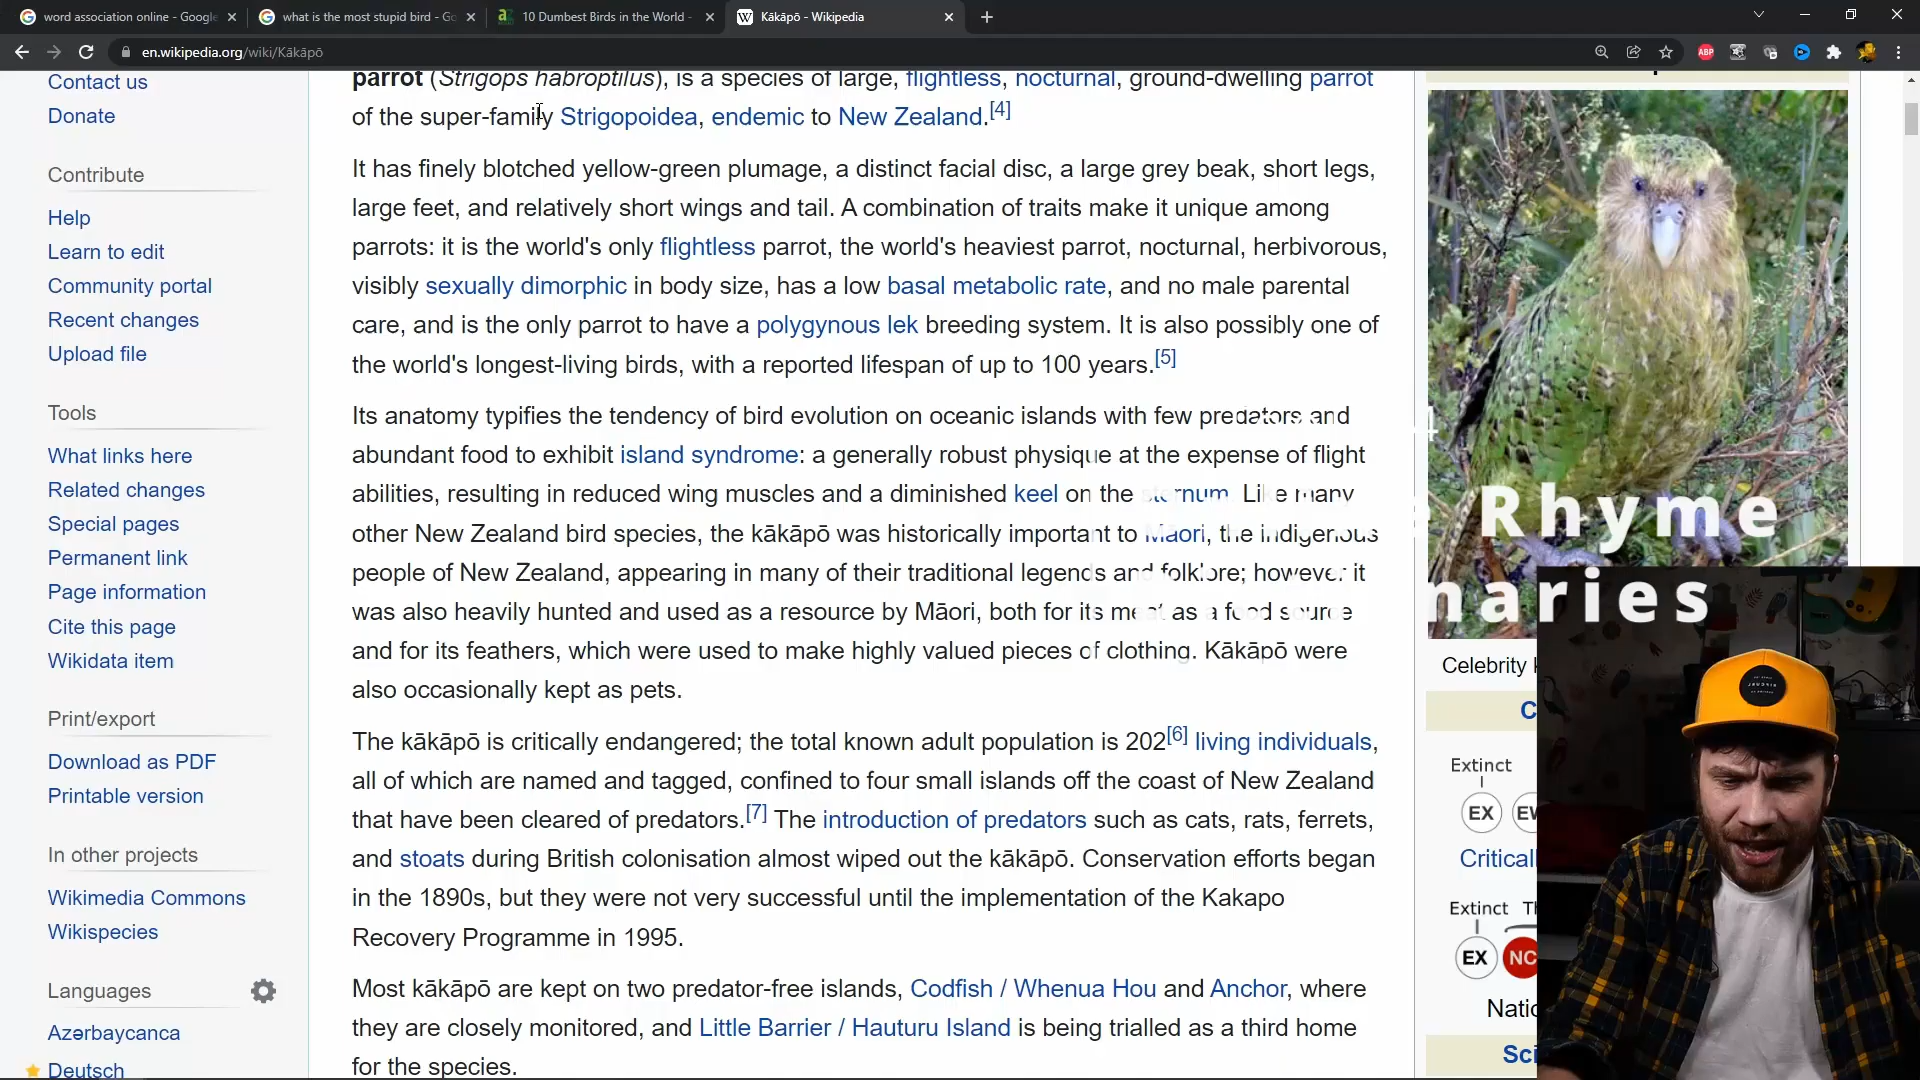 word association online - Google
what is the most stupid bird - Go
10 Dumbest Birds in the World -
Kākāpō - Wikipedia
en.wikipedia.org/wiki/Kākāpō
ABP
Contact us
Donate
Contribute
Help
Learn to edit
Community portal
Recent changes
Upload file
Tools
What links here
Related changes
Special pages
Permanent link
Page information
Cite this page
Wikidata item
Print/export
Download as PDF
Printable version
In other projects
Wikimedia Commons
Wikispecies
Languages
Azərbaycanca
Deutsch
parrot (Strigops habroptilus), is a species of large, flightless, nocturnal, ground-dwelling parrot
of the super-family Strigopoidea, endemic to New Zealand.[4]
It has finely blotched yellow-green plumage, a distinct facial disc, a large grey beak, short legs,
large feet, and relatively short wings and tail. A combination of traits make it unique among
parrots: it is the world's only flightless parrot, the world's heaviest parrot, nocturnal, herbivorous,
visibly sexually dimorphic in body size, has a low basal metabolic rate, and no male parental
care, and is the only parrot to have a polygynous lek breeding system. It is also possibly one of
the world's longest-living birds, with a reported lifespan of up to 100 years.[5]
Its anatomy typifies the tendency of bird evolution on oceanic islands with few predators and
abundant food to exhibit island syndrome: a generally robust physique at the expense of flight
abilities, resulting in reduced wing muscles and a diminished keel on the sternum. Like many
other New Zealand bird species, the kākāpō was historically important to Māori, the indigenous
people of New Zealand, appearing in many of their traditional legends and folklore; however it
was also heavily hunted and used as a resource by Māori, both for its meat as a food source
and for its feathers, which were used to make highly valued pieces of clothing. Kākāpō were
also occasionally kept as pets.
The kākāpō is critically endangered; the total known adult population is 202[6] living individuals,
all of which are named and tagged, confined to four small islands off the coast of New Zealand
that have been cleared of predators.[7] The introduction of predators such as cats, rats, ferrets,
and stoats during British colonisation almost wiped out the kākāpō. Conservation efforts began
in the 1890s, but they were not very successful until the implementation of the Kakapo
Recovery Programme in 1995.
Most kākāpō are kept on two predator-free islands, Codfish / Whenua Hou and Anchor, where
they are closely monitored, and Little Barrier / Hauturu Island is being trialled as a third home
for the species.
4
Rhyme
naries
Celebrity
Extinct
EX EW
Critical
Extinct Th
EX NC
Natio
Sci